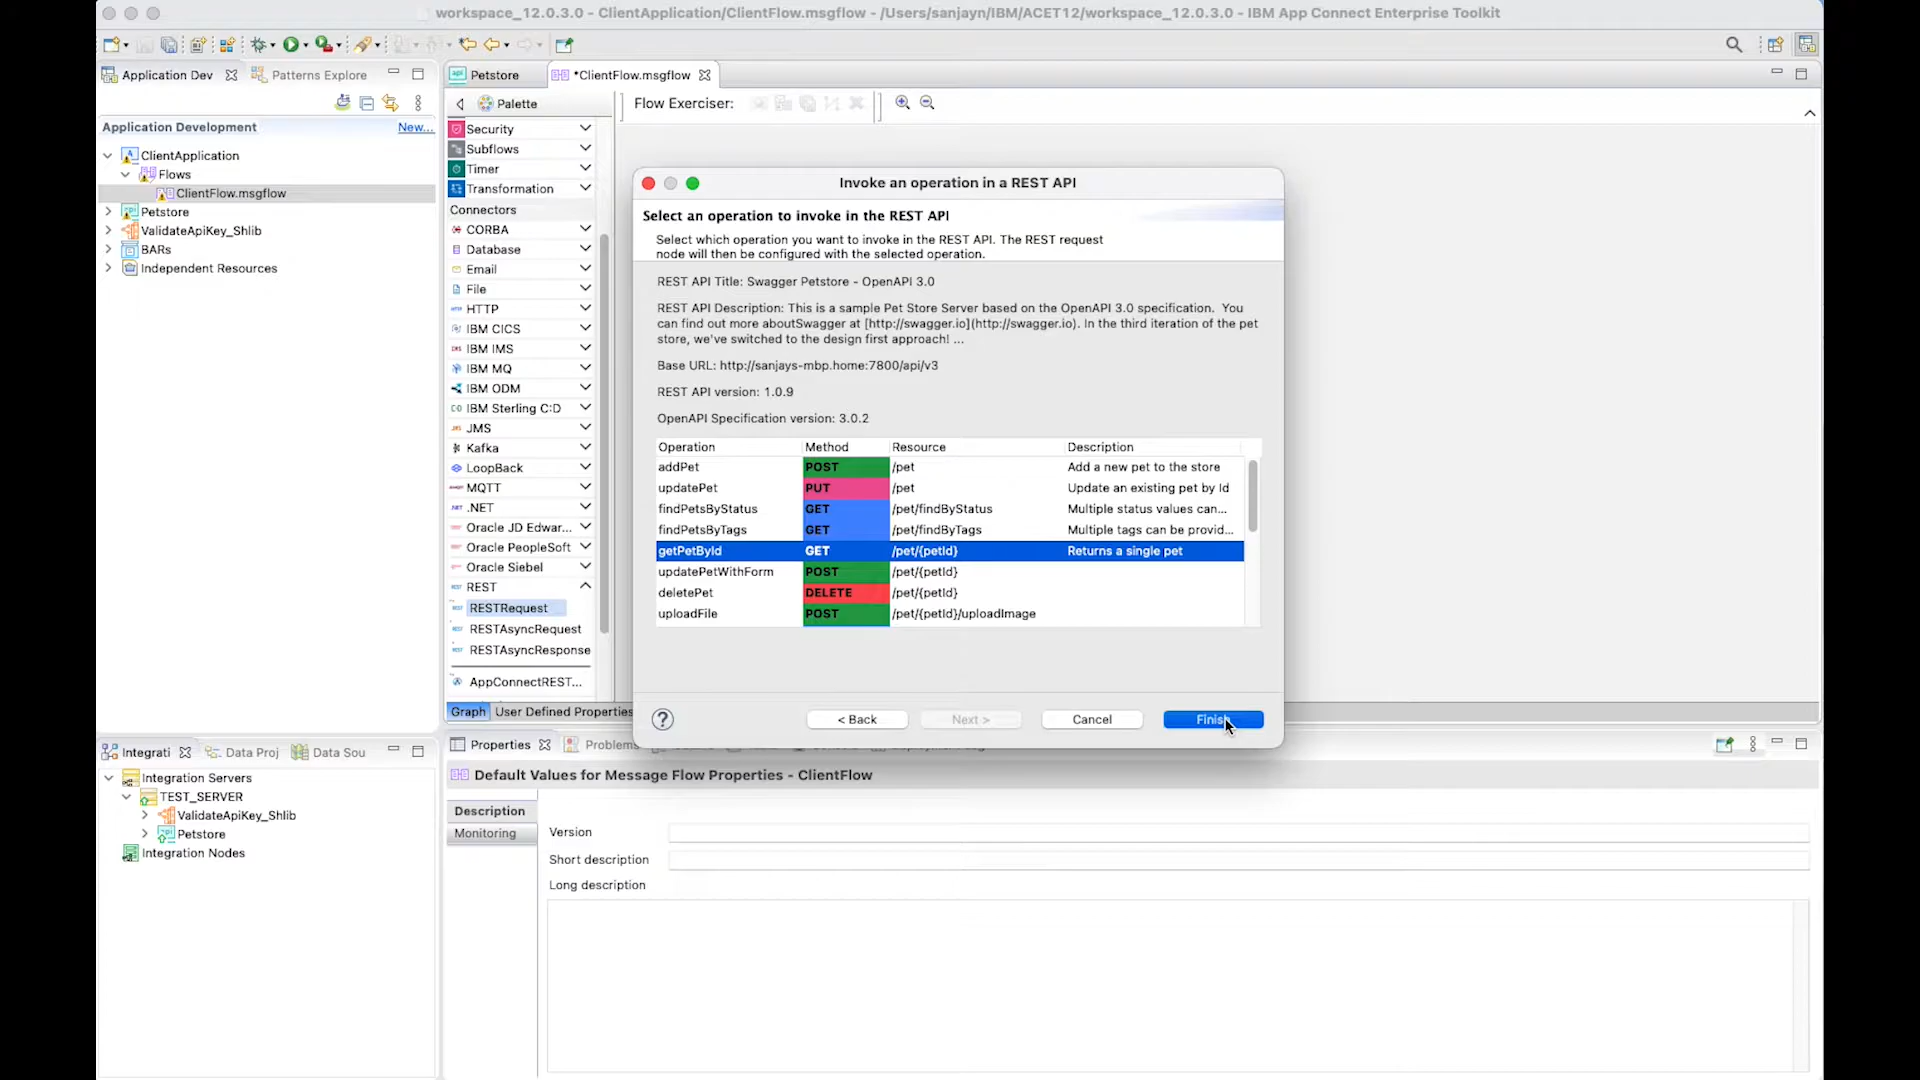 workspace_12.0.3.0 - ClientApplication/ClientFlow.msgflow - /Users/sanjayn/IBM/ACET12/workspace_12.0.3.0 - IBM App Connect Enterprise Toolkit
Application Dev
Patterns Explore
Application Development
New...
ClientApplication
Flows
ClientFlow.msgflow
Petstore
ValidateApiKey_Shlib
BARs
Independent Resources
Petstore
*ClientFlow.msgflow
Palette
Flow Exerciser:
Security
Subflows
Timer
Transformation
Connectors
CORBA
Database
Email
File
HTTP
IBM CICS
IBM IMS
IBM MQ
IBM ODM
IBM Sterling C:D
JMS
Kafka
LoopBack
MQTT
.NET
Oracle JD Edwar...
Oracle PeopleSoft
Oracle Siebel
REST
RESTRequest
RESTAsyncRequest
RESTAsyncResponse
AppConnectREST...
Graph
User Defined Properties
Invoke an operation in a REST API
Select an operation to invoke in the REST API
Select which operation you want to invoke in the REST API. The REST request
node will then be configured with the selected operation.
REST API Title: Swagger Petstore - OpenAPI 3.0
REST API Description: This is a sample Pet Store Server based on the OpenAPI 3.0 specification.  You
can find out more aboutSwagger at [http://swagger.io](http://swagger.io). In the third iteration of the pet
store, we've switched to the design first approach! ...
Base URL: http://sanjays-mbp.home:7800/api/v3
REST API version: 1.0.9
OpenAPI Specification version: 3.0.2
Operation Method Resource Description
addPet POST /pet Add a new pet to the store
updatePet PUT /pet Update an existing pet by Id
findPetsByStatus GET /pet/findByStatus Multiple status values can...
findPetsByTags GET /pet/findByTags Multiple tags can be provid...
getPetById GET /pet/{petId} Returns a single pet
updatePetWithForm POST /pet/{petId}
deletePet DELETE /pet/{petId}
uploadFile POST /pet/{petId}/uploadImage
< Back
Next >
Cancel
Finish
Integrati
Data Proj
Data Sou
Integration Servers
TEST_SERVER
ValidateApiKey_Shlib
Petstore
Integration Nodes
Properties
Problems
Default Values for Message Flow Properties - ClientFlow
Description
Monitoring
Version
Short description
Long description